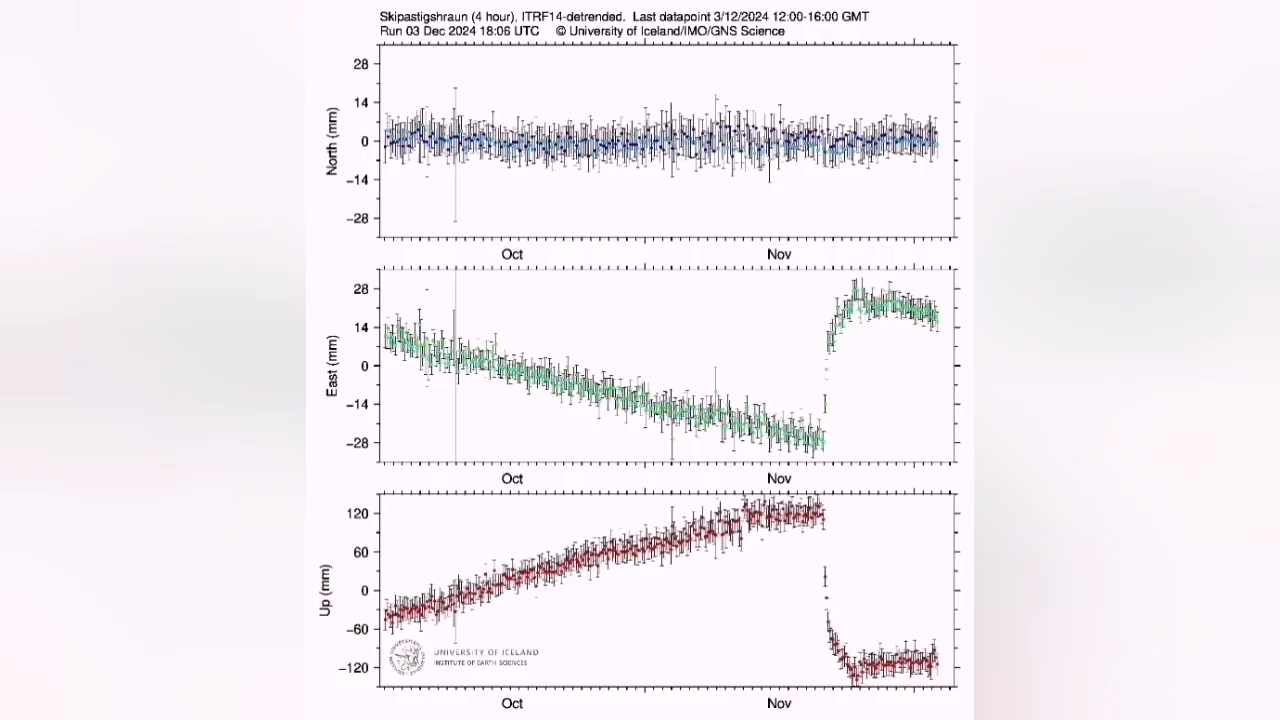 Skipastigshraun (4 hour), ITRF14-detrended. Last datapoint 3/12/2024 12:00-16:00 GMT
Run 03 Dec 2024 18:06 UTC © University of Iceland/IMO/GNS Science
North (mm)
28
14
0
−14
−28
Oct Nov
East (mm)
28
14
0
−14
−28
Oct Nov
Up (mm)
120
60
0
−60
−120
UNIVERSITY OF ICELAND
INSTITUTE OF EARTH SCIENCES
Oct Nov